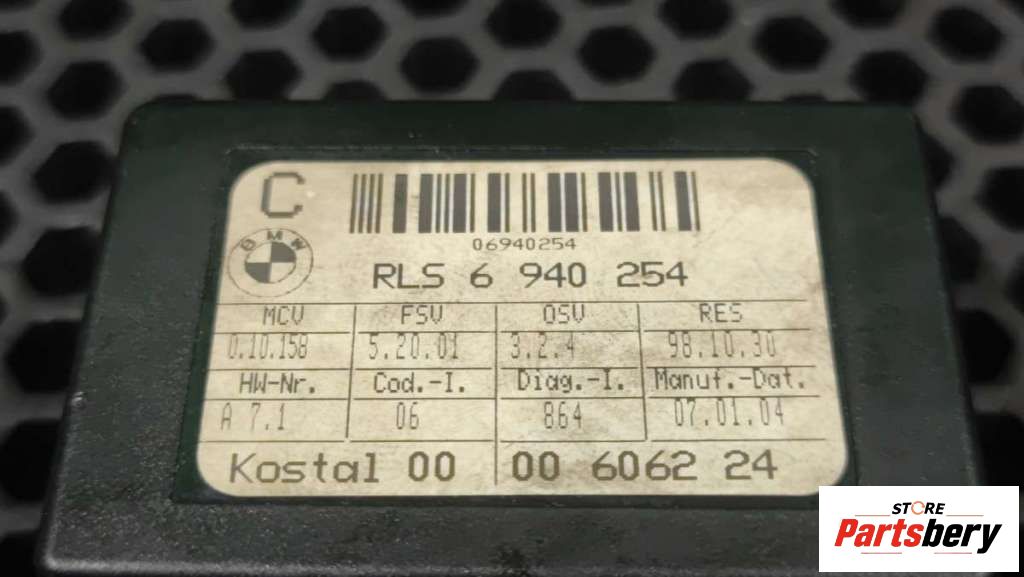 C
06940254
BMW
RLS 6 940 254
MCV FSV OSV RES
0.10.158 5.20.01 3.2.4 98.10.30
HW-Nr. Cod.-I. Diag.-I. Manuf.-Dat.
A 7.1 06 864 07.01.04
Kostal 00 00 6062 24
STORE
Partsbery